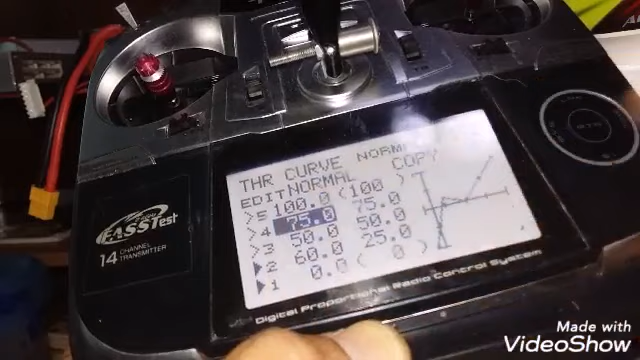 THR CURVE NORM
EDIT NORMAL COPY
>5 100.0 (100 )
>4 75.0 75.0
>3 50.0 50.0
▶2 60.0 25.0
▶1 0.0 ( 0 )
FASSTest
14 CHANNEL
TRANSMITTER
Digital Proportional Radio Control System
Made with
VideoShow